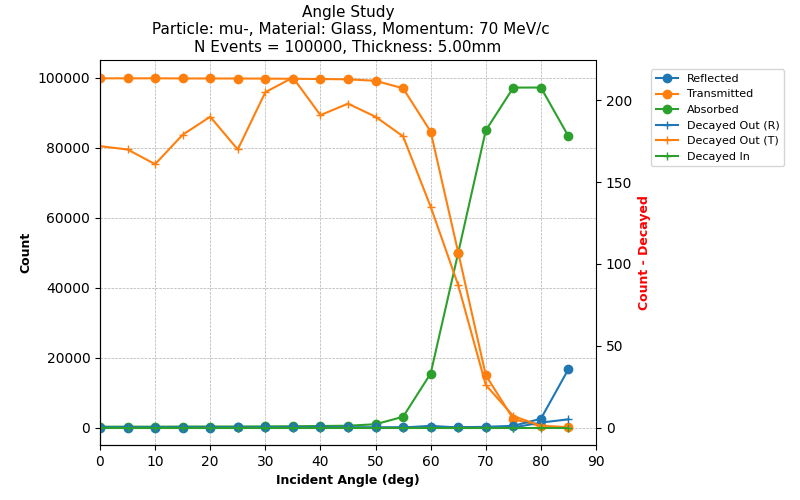 Angle Study
Particle: mu-, Material: Glass, Momentum: 70 MeV/c
N Events = 100000, Thickness: 5.00mm
100000
80000
60000
40000
20000
0
Count
0 10 20 30 40 50 60 70 80 90
Incident Angle (deg)
200
150
100
50
0
Count - Decayed
Reflected
Transmitted
Absorbed
Decayed Out (R)
Decayed Out (T)
Decayed In